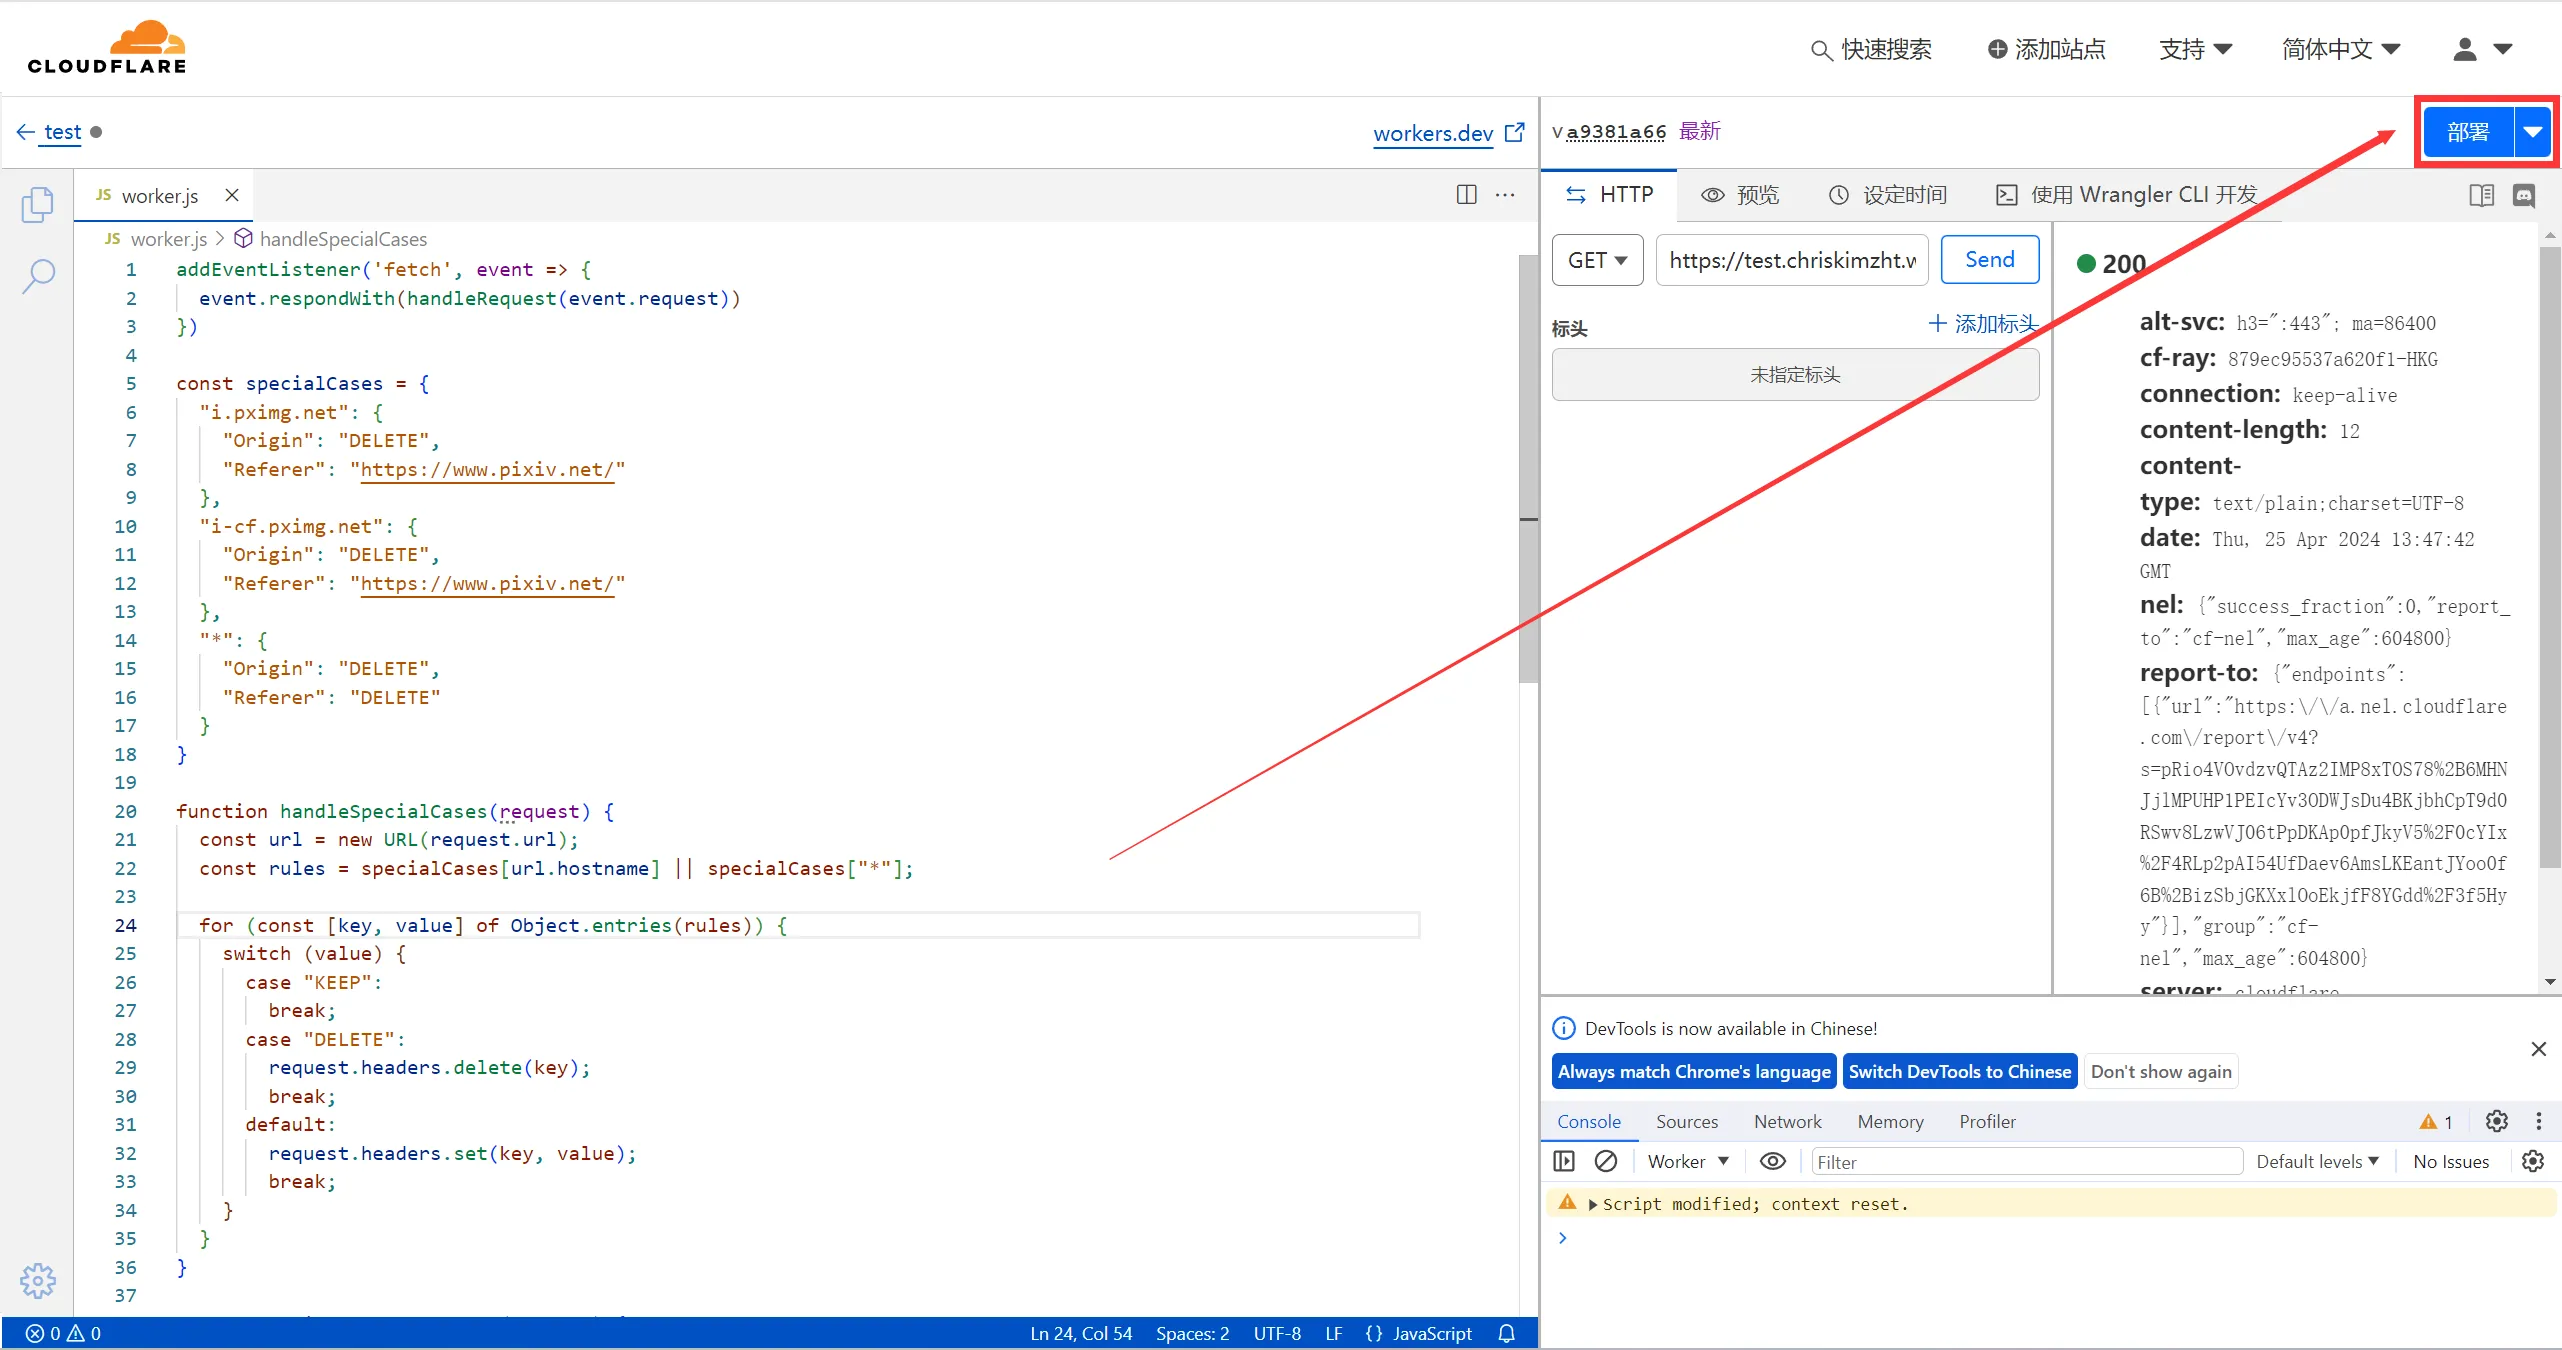 CLOUDFLARE
快速搜索
添加站点
支持
简体中文
test
workers.dev
va9381a66 最新
部署
JS worker.js
JS worker.js > handleSpecialCases
1 addEventListener('fetch', event => {
2 event.respondWith(handleRequest(event.request))
3 })
4
5 const specialCases = {
6 "i.pximg.net": {
7 "Origin": "DELETE",
8 "Referer": "https://www.pixiv.net/"
9 },
10 "i-cf.pximg.net": {
11 "Origin": "DELETE",
12 "Referer": "https://www.pixiv.net/"
13 },
14 "*": {
15 "Origin": "DELETE",
16 "Referer": "DELETE"
17 }
18 }
19
20 function handleSpecialCases(request) {
21 const url = new URL(request.url);
22 const rules = specialCases[url.hostname] || specialCases["*"];
23
24 for (const [key, value] of Object.entries(rules)) {
25 switch (value) {
26 case "KEEP":
27 break;
28 case "DELETE":
29 request.headers.delete(key);
30 break;
31 default:
32 request.headers.set(key, value);
33 break;
34 }
35 }
36 }
37
0 0
Ln 24, Col 54 Spaces: 2 UTF-8 LF {} JavaScript
HTTP
预览
设定时间
使用 Wrangler CLI 开发
GET
https://test.chriskimzht.w
Send
标头
添加标头
未指定标头
200
alt-svc: h3=":443"; ma=86400
cf-ray: 879ec95537a620f1-HKG
connection: keep-alive
content-length: 12
content-
type: text/plain;charset=UTF-8
date: Thu, 25 Apr 2024 13:47:42
GMT
nel: {"success_fraction":0,"report_
to":"cf-nel","max_age":604800}
report-to: {"endpoints":
[{"url":"https:\/\/a.nel.cloudflare
.com\/report\/v4?
y"}],"group":"cf-
nel","max_age":604800}
server: cloudflare
DevTools is now available in Chinese!
Always match Chrome's language
Switch DevTools to Chinese
Don't show again
Console
Sources
Network
Memory
Profiler
1
Worker
Filter
Default levels
No Issues
Script modified; context reset.